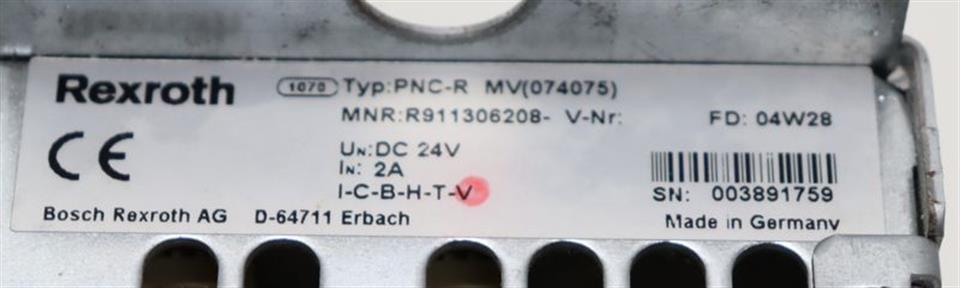 Rexroth
1070 Typ:PNC-R MV(074075)
MNR:R911306208- V-Nr:
FD: 04W28
CE
UN:DC 24V
IN: 2A
I-C-B-H-T-V
SN: 003891759
Bosch Rexroth AG D-64711 Erbach
Made in Germany